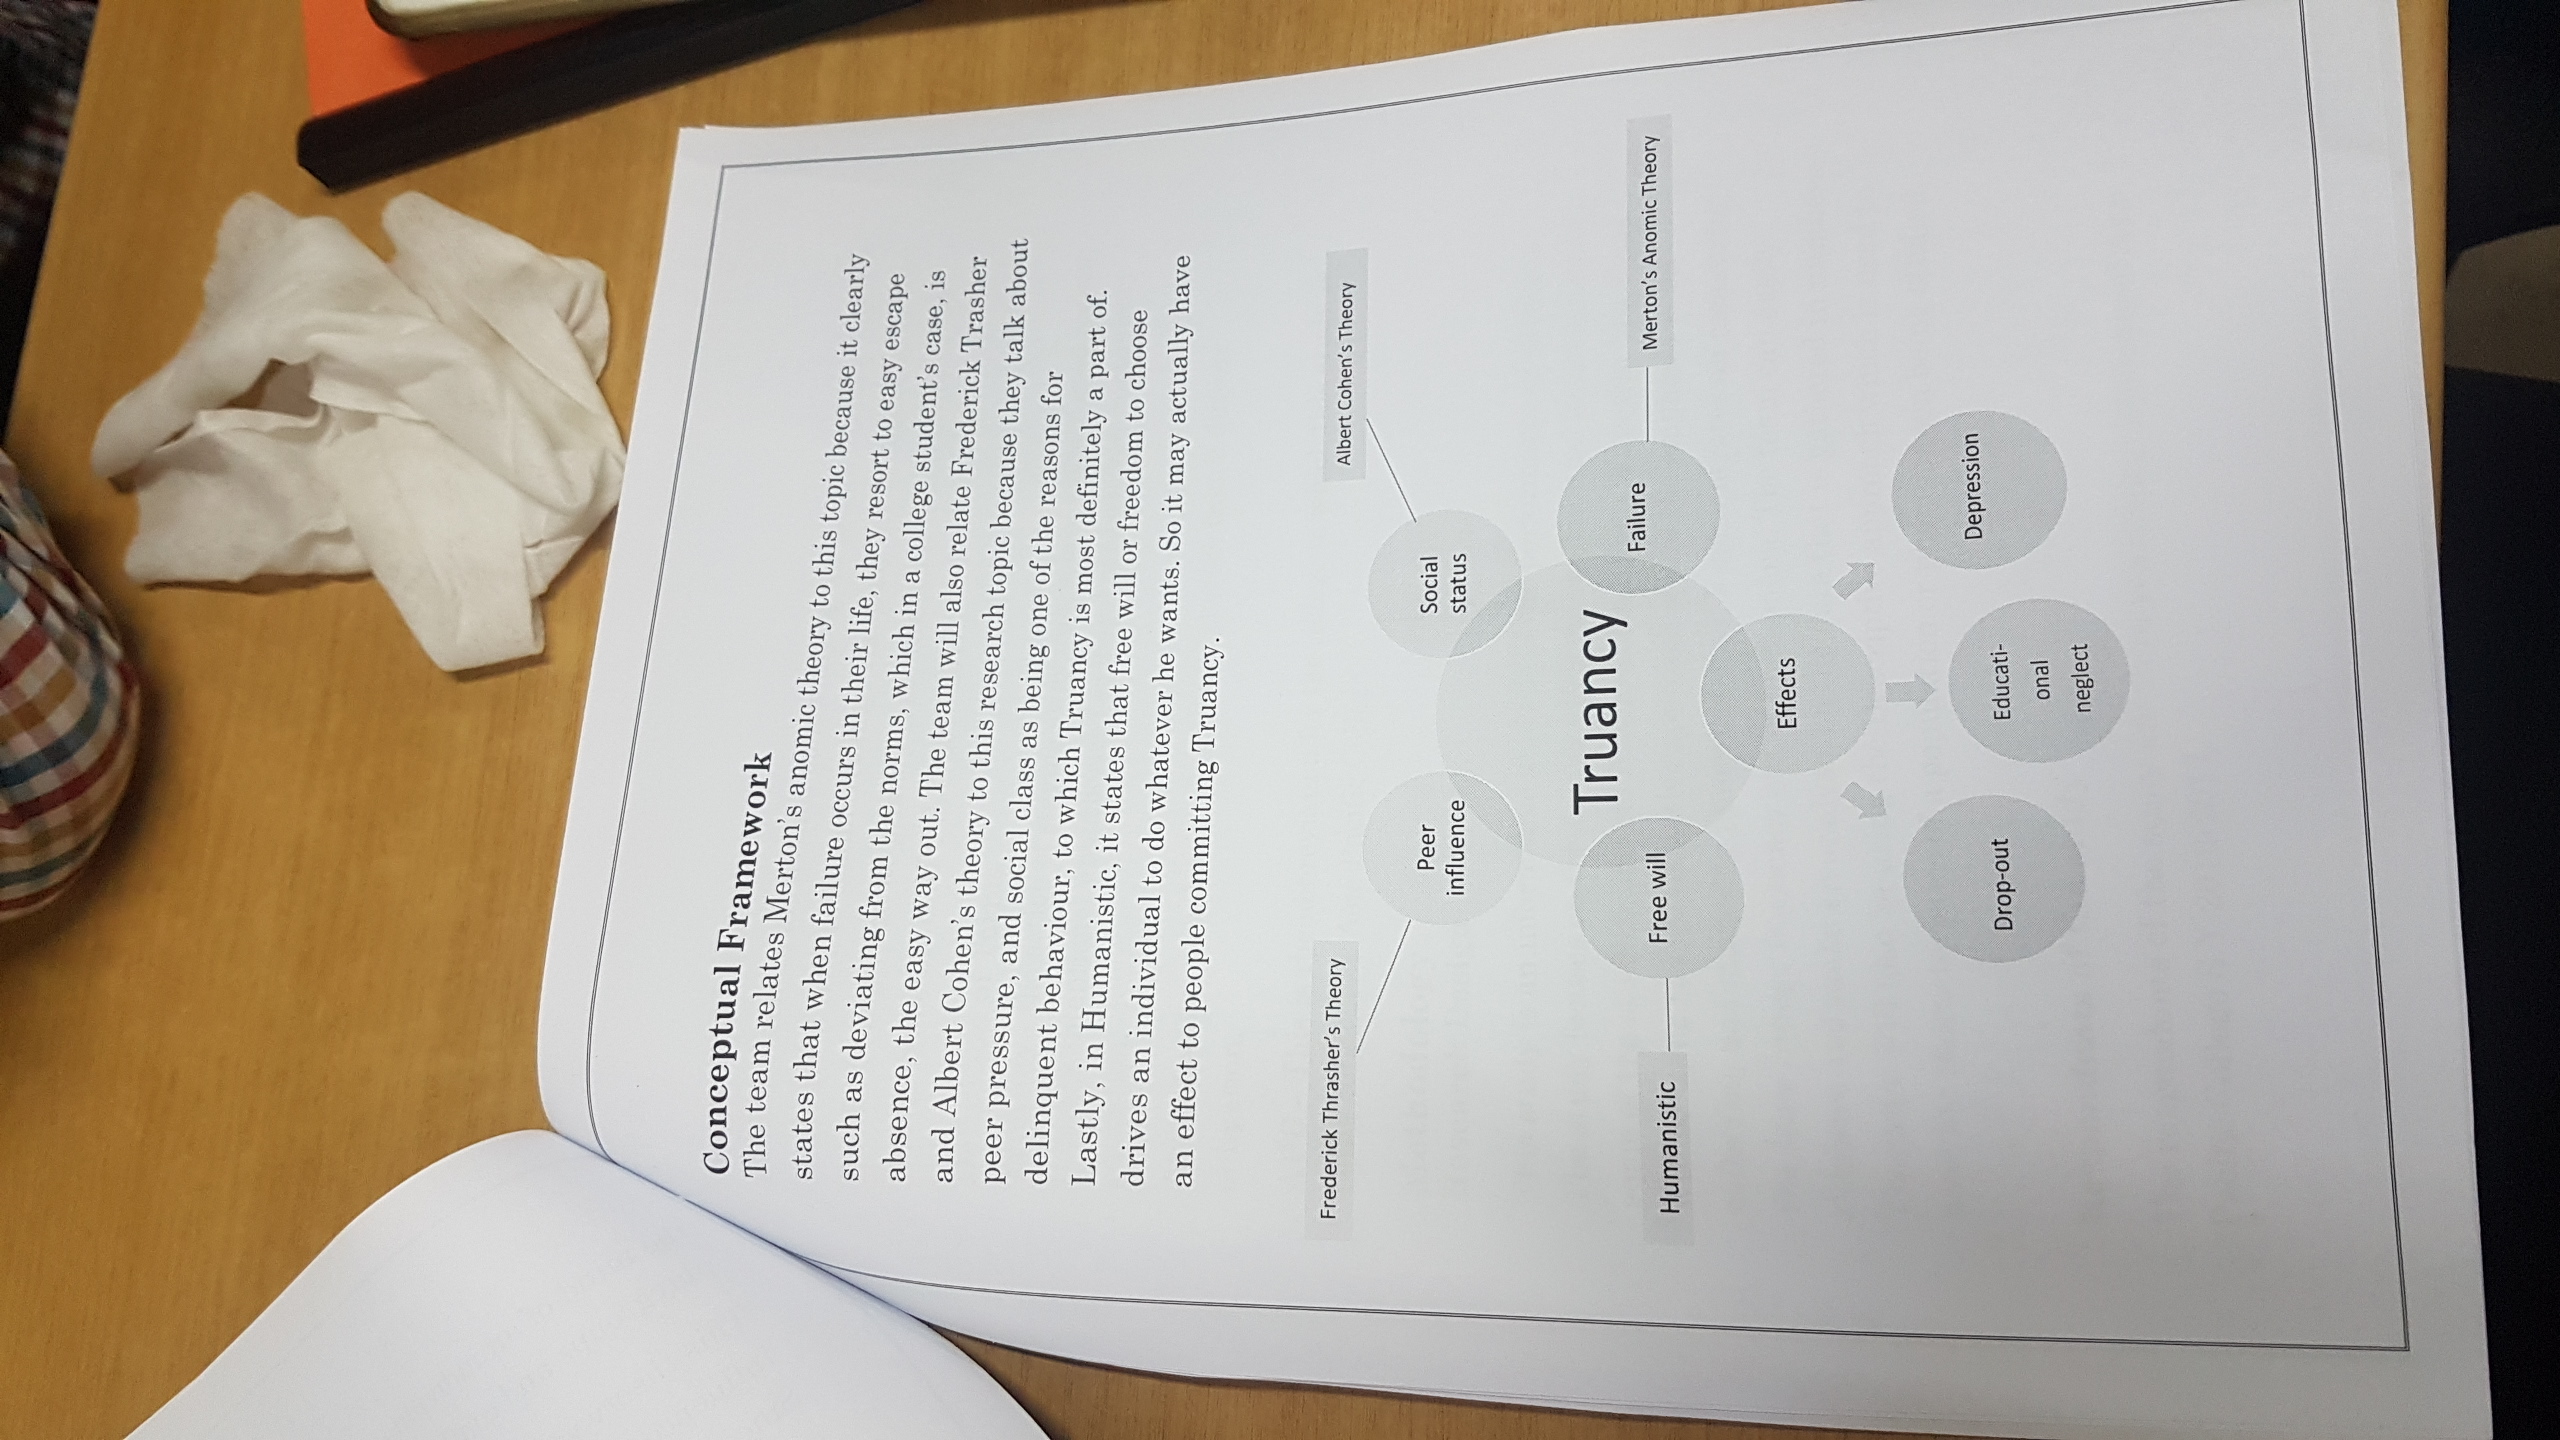 Conceptual Framework
The team relates Merton's anomic theory to this topic because it clearly
states that when failure occurs in their life, they resort to easy escape
such as deviating from the norms, which in a college student's case, is
absence, the easy way out. The team will also relate Frederick Trasher
and Albert Cohen's theory to this research topic because they talk about
peer pressure, and social class as being one of the reasons for
delinquent behaviour, to which Truancy is most definitely a part of.
Lastly, in Humanistic, it states that free will or freedom to choose
drives an individual to do whatever he wants. So it may actually have
an effect to people committing Truancy.
Frederick Thrasher's Theory
Albert Cohen's Theory
Peer
influence
Social
status
Truancy
Humanistic
Free will
Failure
Merton's Anomic Theory
Effects
Drop-out
Educati-
onal
neglect
Depression